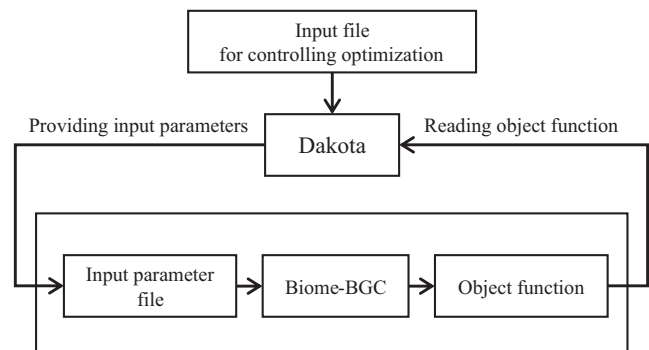 Input file
for controlling optimization
Providing input parameters
Reading object function
Dakota
Input parameter
file
Biome-BGC
Object function